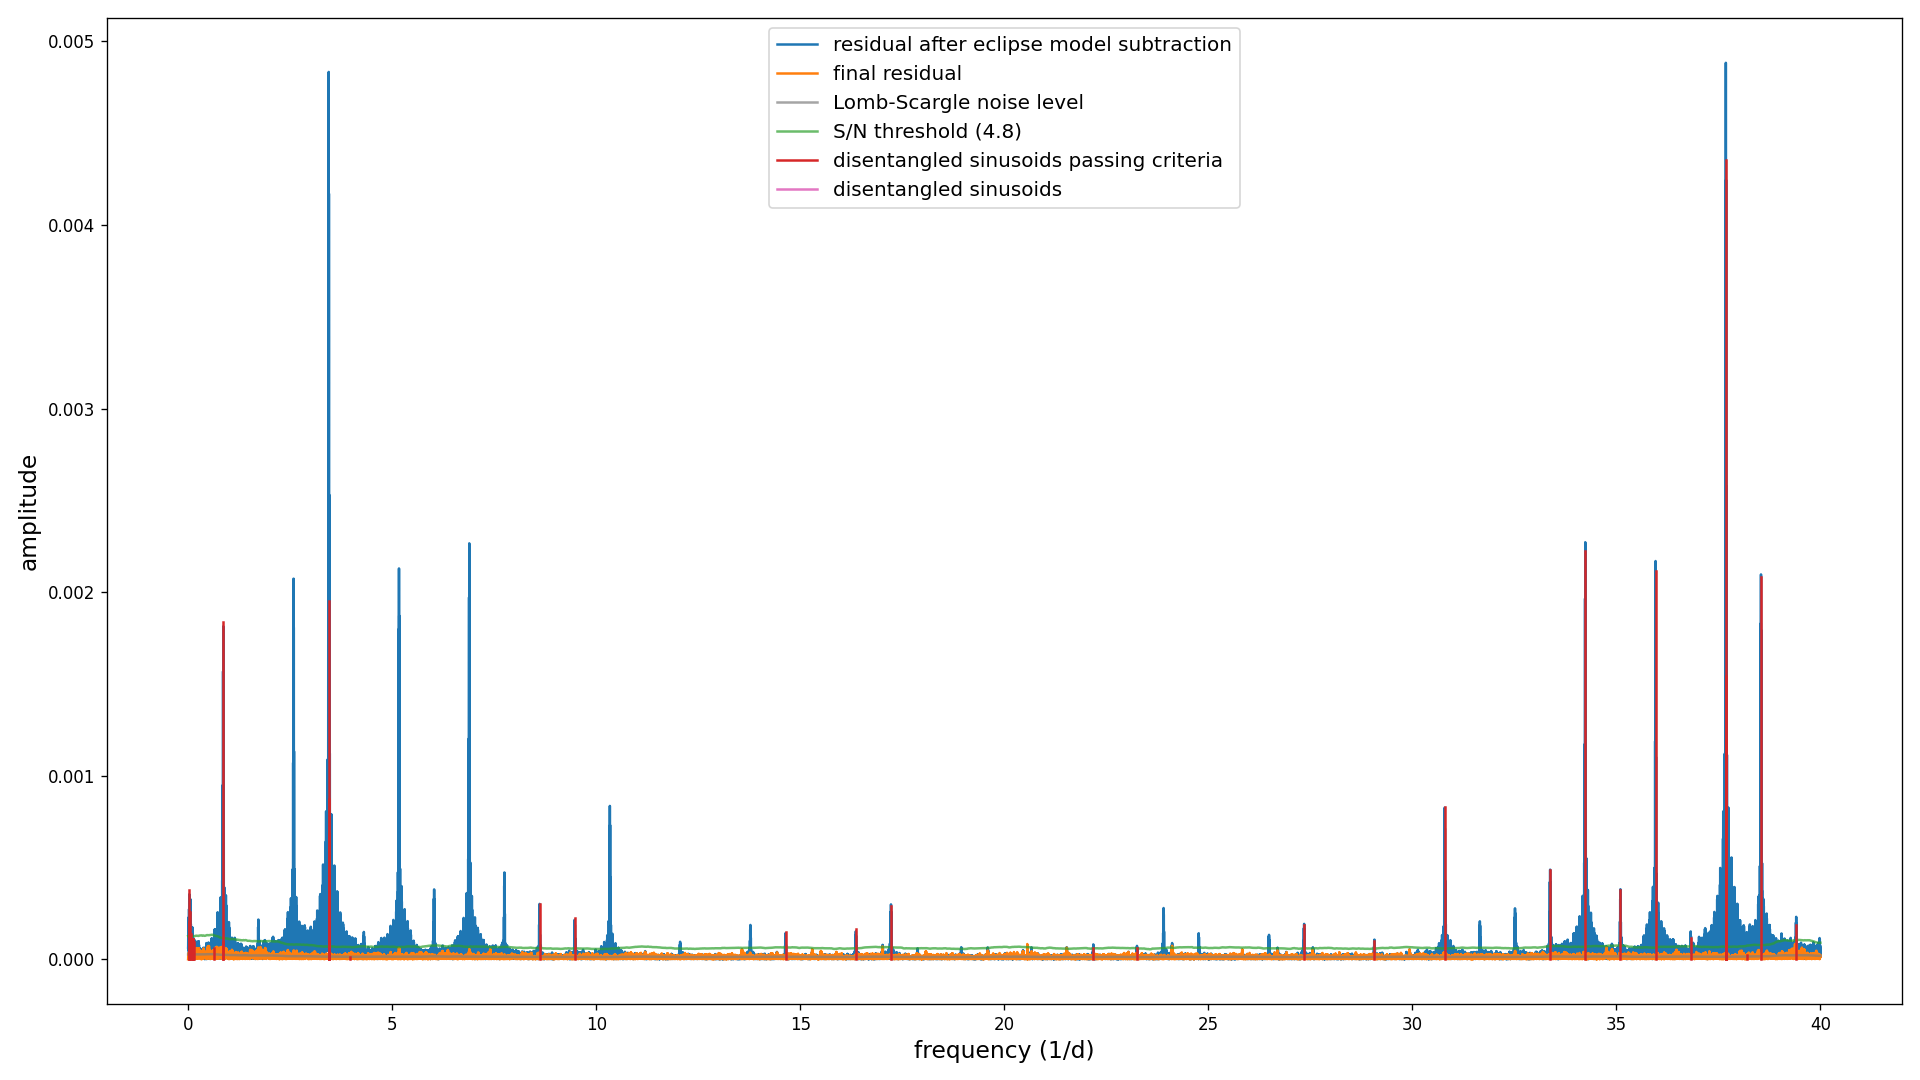 residual after eclipse model subtraction
final residual
Lomb-Scargle noise level
S/N threshold (4.8)
disentangled sinusoids passing criteria
disentangled sinusoids
amplitude
0.005
0.004
0.003
0.002
0.001
0.000
0 5 10 15 20 25 30 35 40
frequency (1/d)